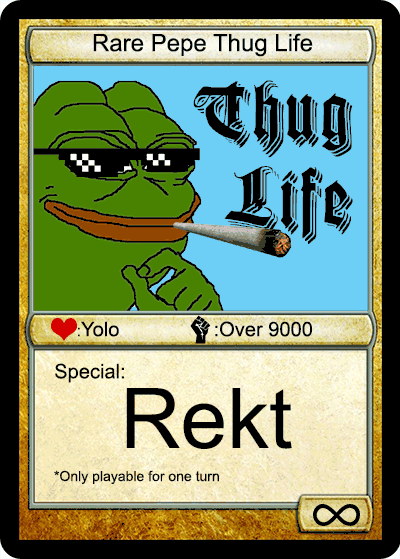 Rare Pepe Thug Life
Thug
Life
:Yolo :Over 9000
Special:
Rekt
*Only playable for one turn
∞